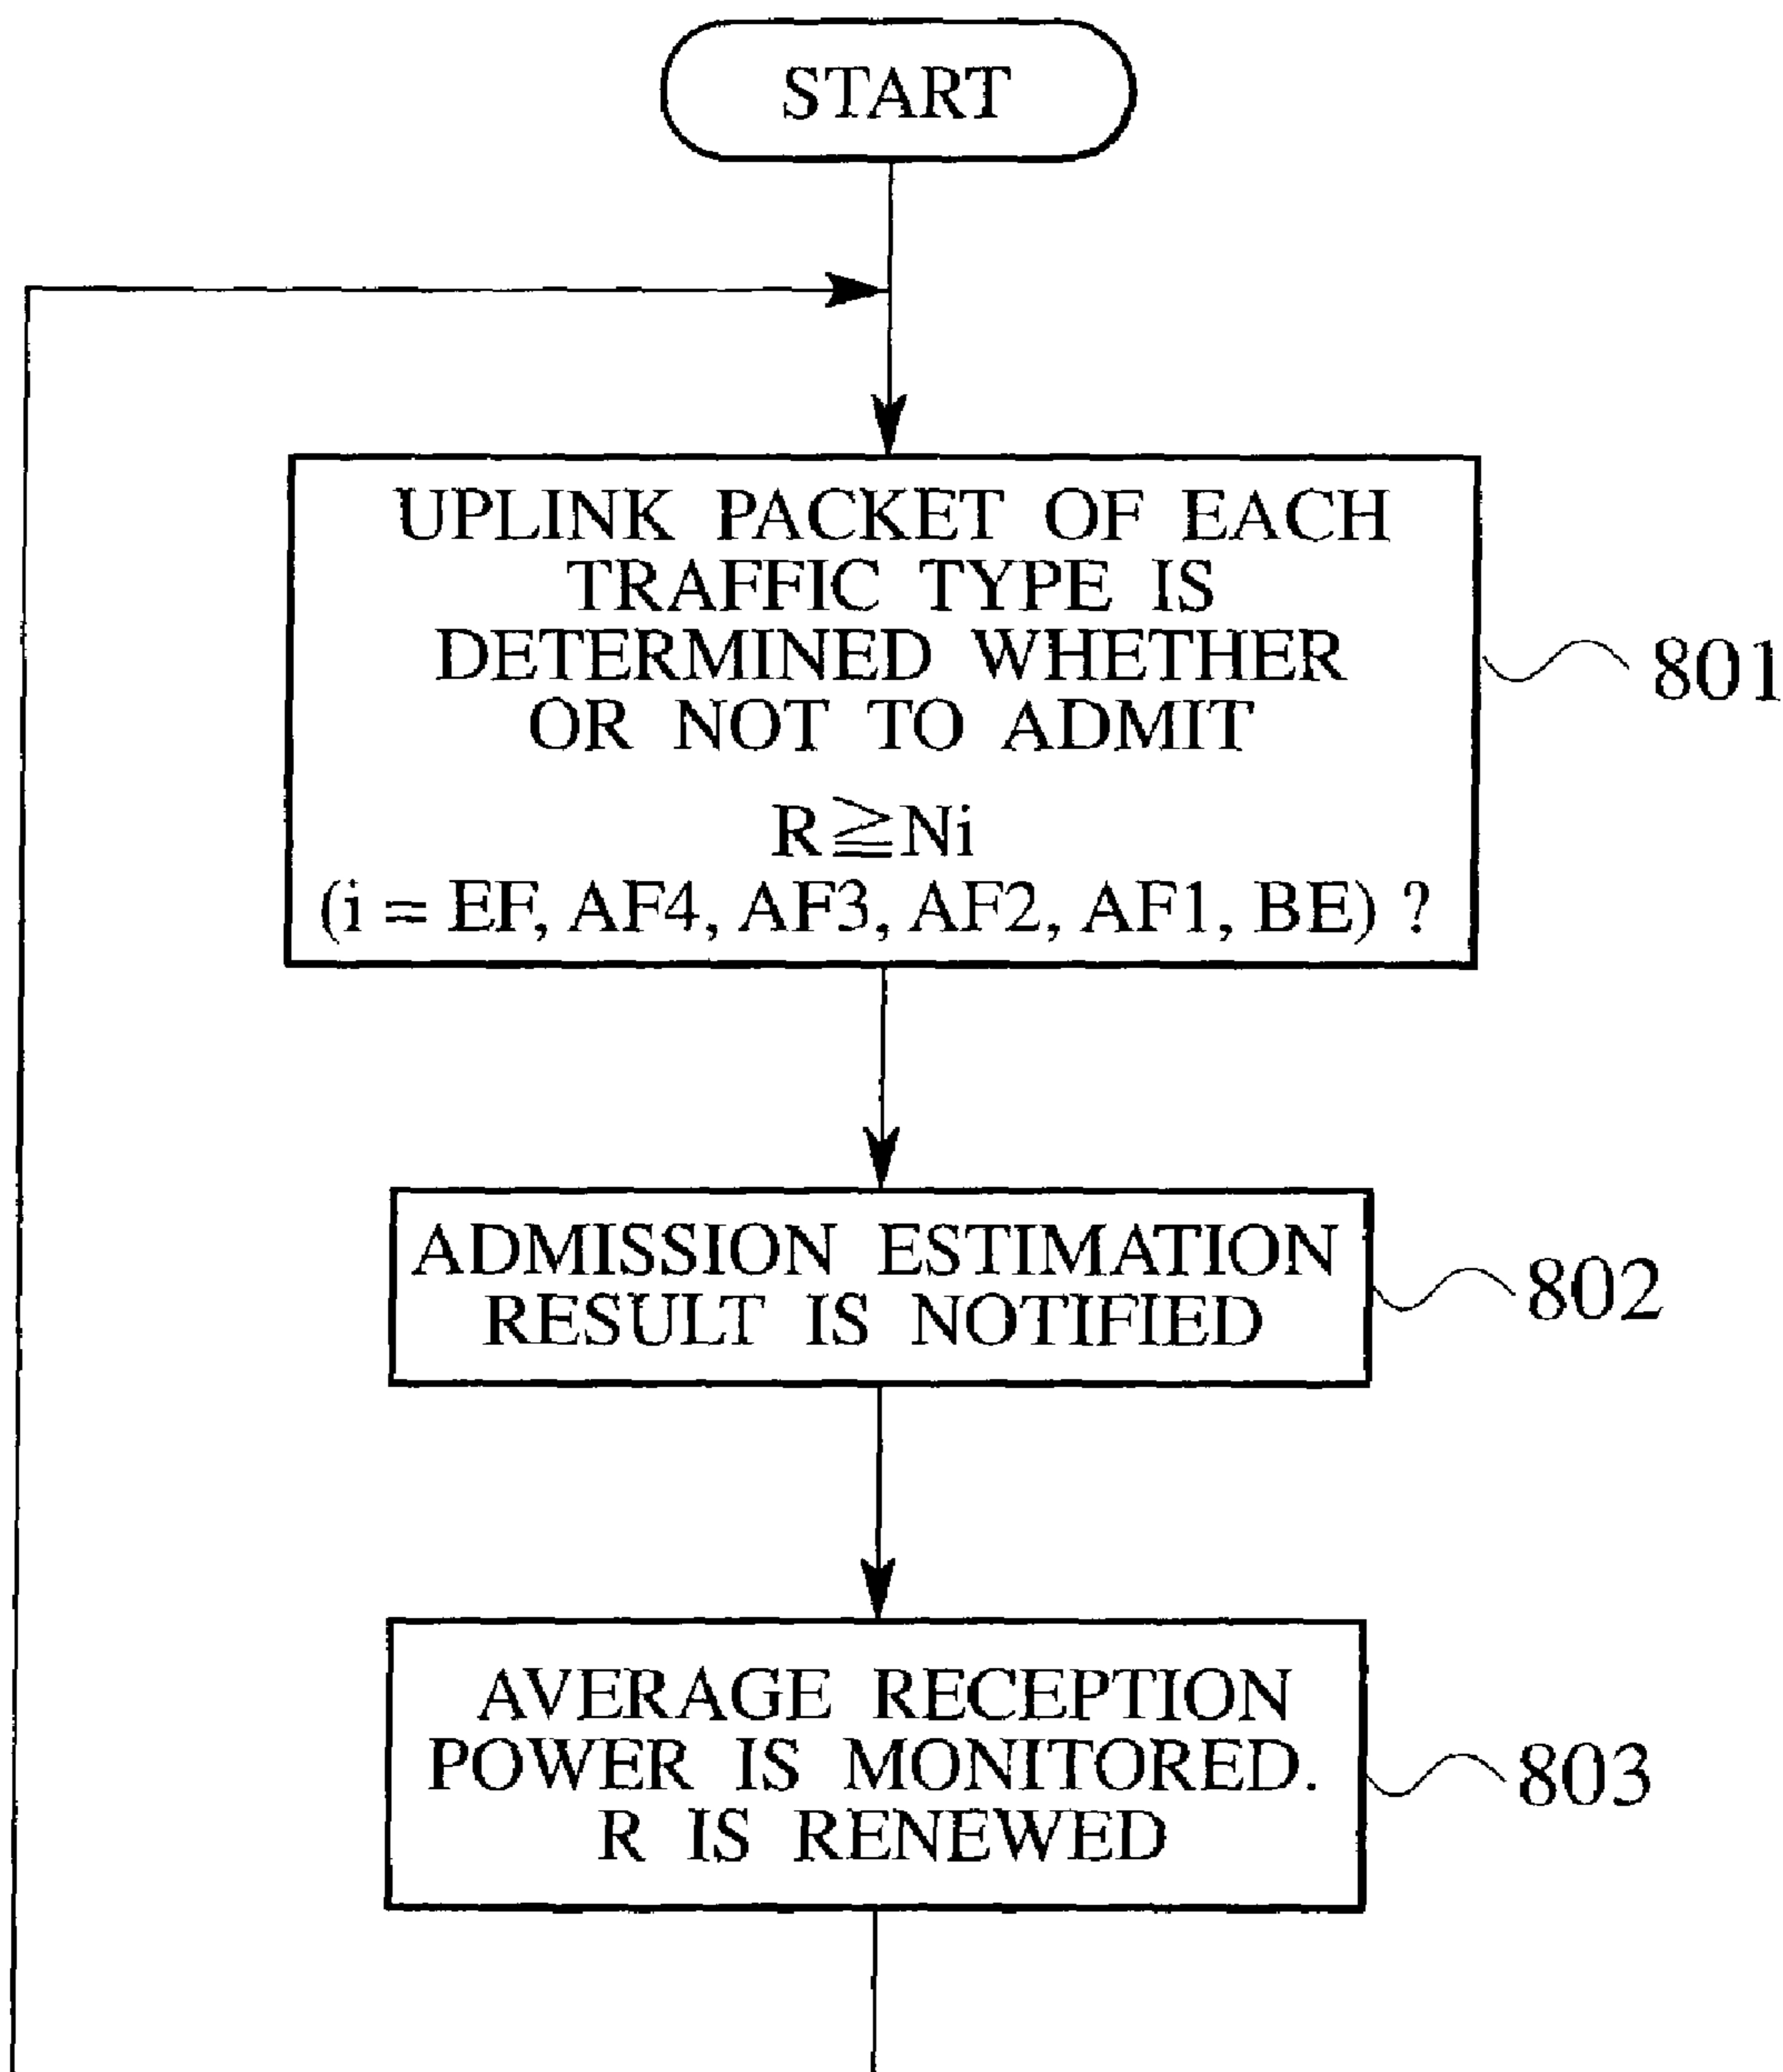 START
UPLINK PACKET OF EACH
TRAFFIC TYPE IS
DETERMINED WHETHER
OR NOT TO ADMIT
R≧Ni
(i = EF, AF4, AF3, AF2, AF1, BE) ?
801
ADMISSION ESTIMATION
RESULT IS NOTIFIED
802
AVERAGE RECEPTION
POWER IS MONITORED.
R IS RENEWED
803